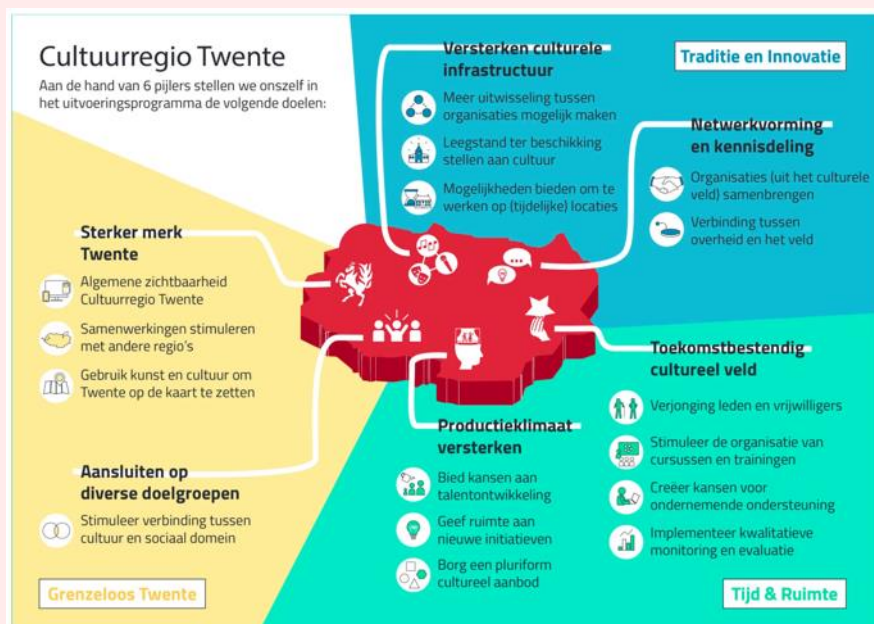 Cultuurregio Twente
Aan de hand van 6 pijlers stellen we onszelf in
het uitvoeringsprogramma de volgende doelen:
Versterken culturele
infrastructuur
Meer uitwisseling tussen
organisaties mogelijk maken
Leegstand ter beschikking
stellen aan cultuur
Mogelijkheden bieden om te
werken op (tijdelijke) locaties
Traditie en Innovatie
Netwerkvorming
en kennisdeling
Organisaties (uit het culturele
veld) samenbrengen
Verbinding tussen
overheid en het veld
Sterker merk
Twente
Algemene zichtbaarheid
Cultuurregio Twente
Samenwerkingen stimuleren
met andere regio's
Gebruik kunst en cultuur om
Twente op de kaart te zetten
Aansluiten op
diverse doelgroepen
Stimuleer verbinding tussen
cultuur en sociaal domein
Grenzeloos Twente
Productieklimaat
versterken
Bied kansen aan
talentontwikkeling
Geef ruimte aan
nieuwe initiatieven
Borg een pluriform
cultureel aanbod
Toekomstbestendig
cultureel veld
Verjonging leden en vrijwilligers
Stimuleer de organisatie van
cursussen en trainingen
Creëer kansen voor
ondernemende ondersteuning
Implementeer kwalitatieve
monitoring en evaluatie
Tijd & Ruimte